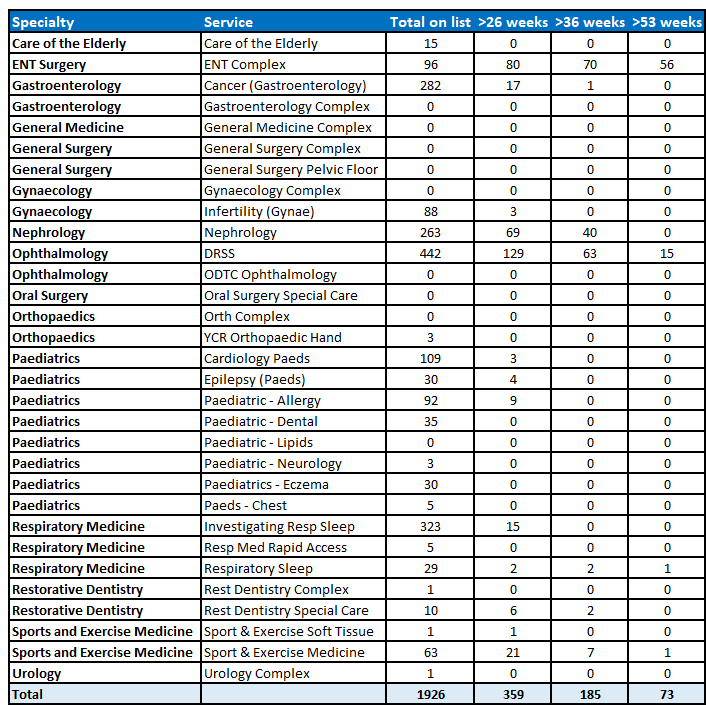 Specialty Service Total on list >26 weeks >36 weeks >53 weeks
Care of the Elderly Care of the Elderly 15 0 0 0
ENT Surgery ENT Complex 96 80 70 56
Gastroenterology Cancer (Gastroenterology) 282 17 1 0
Gastroenterology Gastroenterology Complex 0 0 0 0
General Medicine General Medicine Complex 0 0 0 0
General Surgery General Surgery Complex 0 0 0 0
General Surgery General Surgery Pelvic Floor 0 0 0 0
Gynaecology Gynaecology Complex 0 0 0 0
Gynaecology Infertility (Gynae) 88 3 0 0
Nephrology Nephrology 263 69 40 0
Ophthalmology DRSS 442 129 63 15
Ophthalmology ODTC Ophthalmology 0 0 0 0
Oral Surgery Oral Surgery Special Care 0 0 0 0
Orthopaedics Orth Complex 0 0 0 0
Orthopaedics YCR Orthopaedic Hand 3 0 0 0
Paediatrics Cardiology Paeds 109 3 0 0
Paediatrics Epilepsy (Paeds) 30 4 0 0
Paediatrics Paediatric - Allergy 92 9 0 0
Paediatrics Paediatric - Dental 35 0 0 0
Paediatrics Paediatric - Lipids 0 0 0 0
Paediatrics Paediatric - Neurology 3 0 0 0
Paediatrics Paediatrics - Eczema 30 0 0 0
Paediatrics Paeds - Chest 5 0 0 0
Respiratory Medicine Investigating Resp Sleep 323 15 0 0
Respiratory Medicine Resp Med Rapid Access 5 0 0 0
Respiratory Medicine Respiratory Sleep 29 2 2 1
Restorative Dentistry Rest Dentistry Complex 1 0 0 0
Restorative Dentistry Rest Dentistry Special Care 10 6 2 0
Sports and Exercise Medicine Sport & Exercise Soft Tissue 1 1 0 0
Sports and Exercise Medicine Sport & Exercise Medicine 63 21 7 1
Urology Urology Complex 1 0 0 0
Total 1926 359 185 73